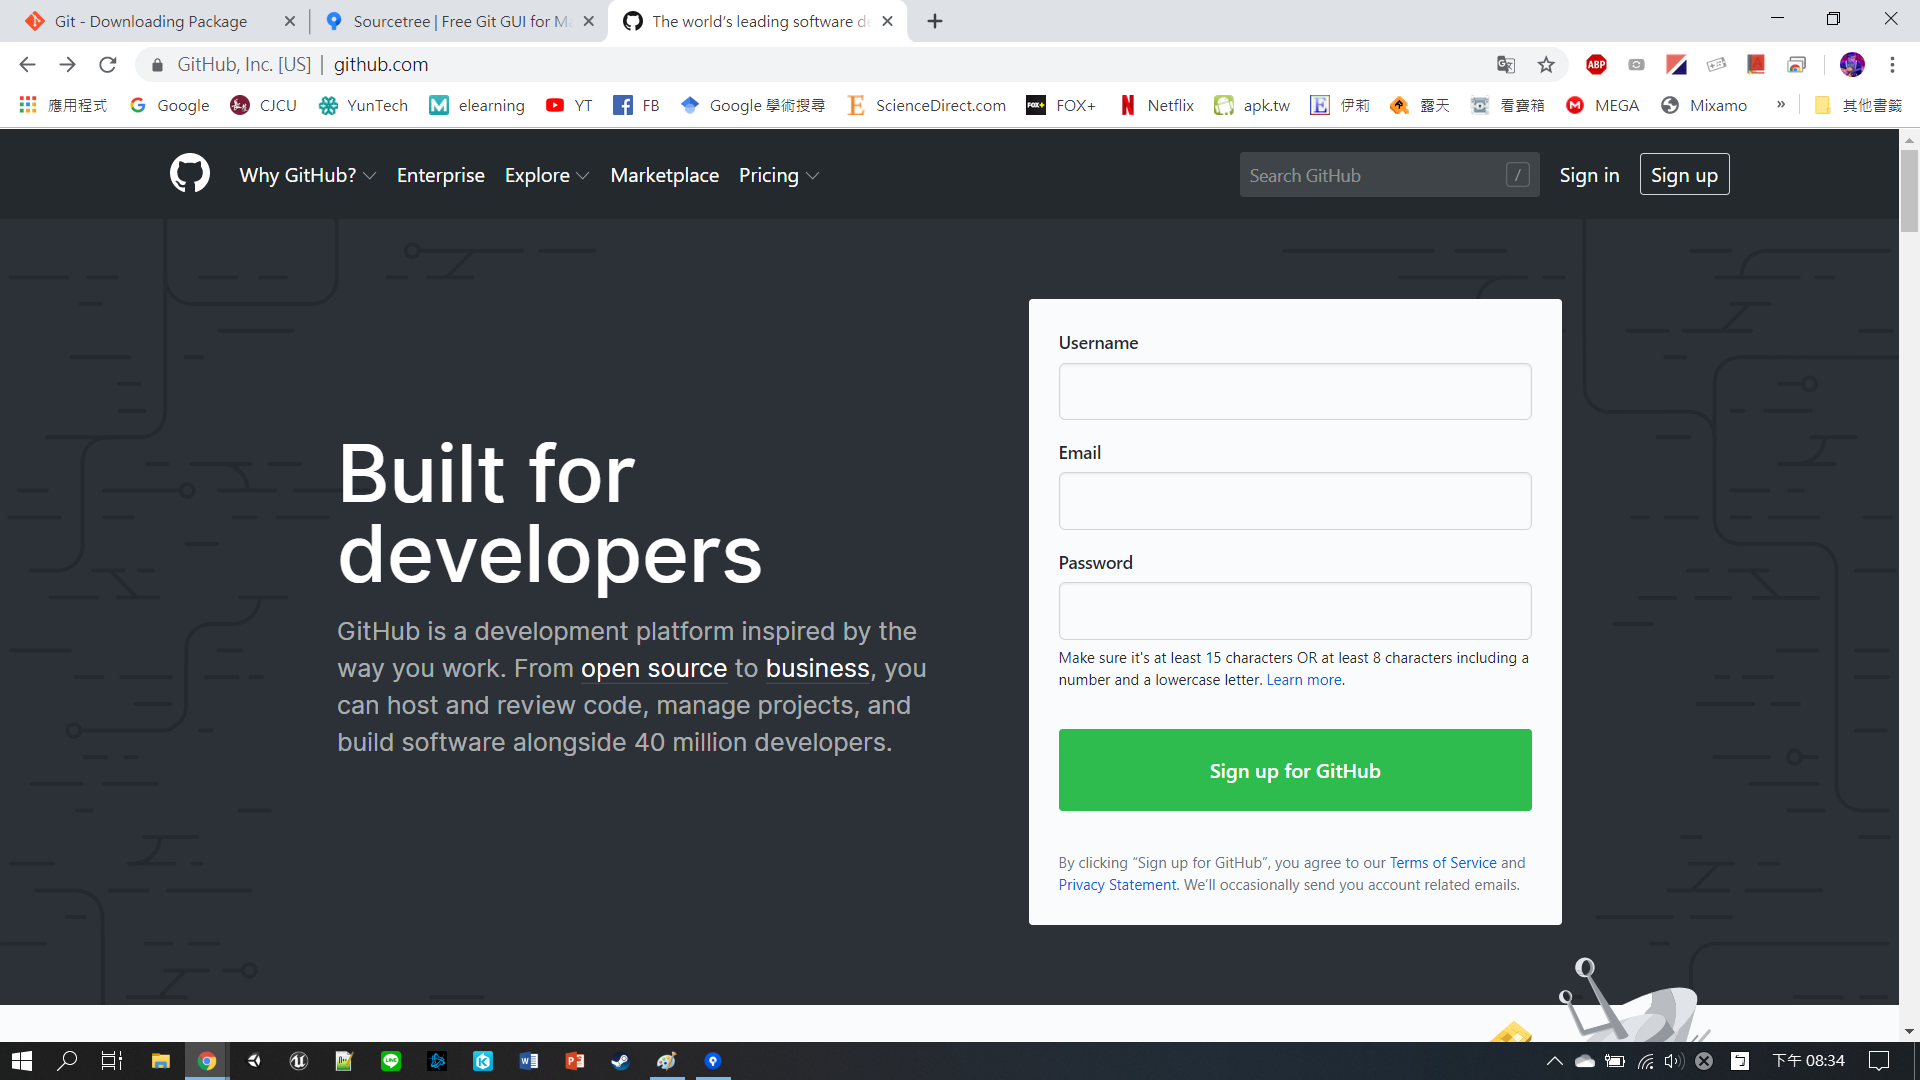 Git - Downloading Package
Sourcetree | Free Git GUI for Ma
The world's leading software de
GitHub, Inc. [US] | github.com
ABP
應用程式 Google CJCU YunTech elearning YT FB Google 學術搜尋 ScienceDirect.com FOX+ Netflix apk.tw 伊莉 露天 看寶箱 MEGA Mixamo » 其他書籤
Why GitHub? Enterprise Explore Marketplace Pricing Search GitHub / Sign in Sign up
Built for
developers
GitHub is a development platform inspired by the
way you work. From open source to business, you
can host and review code, manage projects, and
build software alongside 40 million developers.
Username
Email
Password
Make sure it's at least 15 characters OR at least 8 characters including a
number and a lowercase letter. Learn more.
Sign up for GitHub
By clicking “Sign up for GitHub”, you agree to our Terms of Service and
Privacy Statement. We’ll occasionally send you account related emails.
下午 08:34